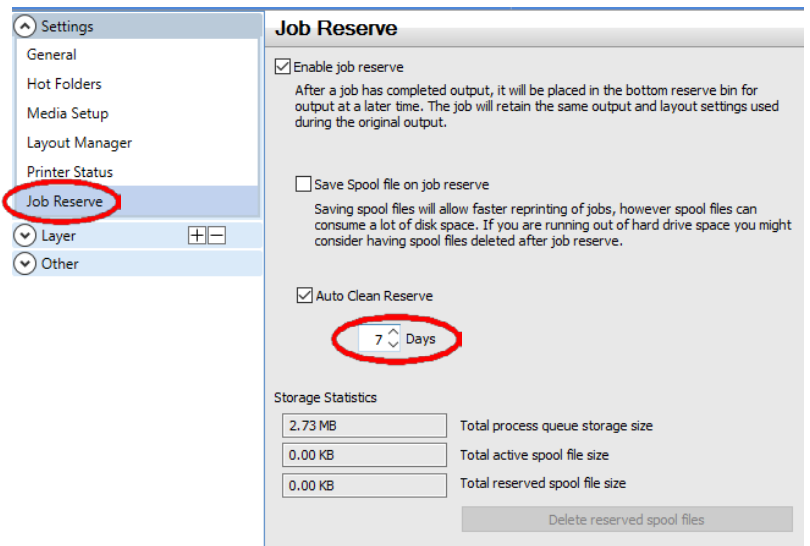 Settings
General
Hot Folders
Media Setup
Layout Manager
Printer Status
Job Reserve
Layer
Other
Job Reserve
Enable job reserve
After a job has completed output, it will be placed in the bottom reserve bin for
output at a later time. The job will retain the same output and layout settings used
during the original output.
Save Spool file on job reserve
Saving spool files will allow faster reprinting of jobs, however spool files can
consume a lot of disk space. If you are running out of hard drive space you might
consider having spool files deleted after job reserve.
Auto Clean Reserve
7 Days
Storage Statistics
2.73 MB Total process queue storage size
0.00 KB Total active spool file size
0.00 KB Total reserved spool file size
Delete reserved spool files